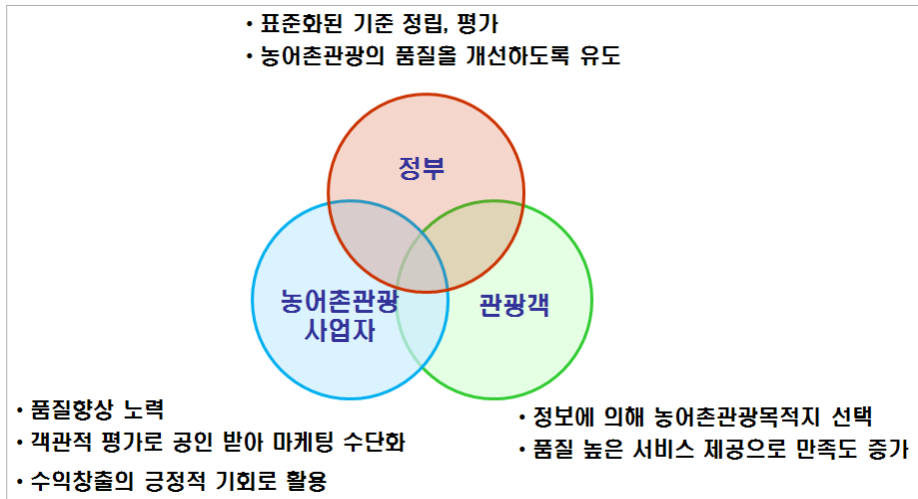 • 표준화된 기준 정립, 평가
• 농어촌관광의 품질을 개선하도록 유도
정부
농어촌관광
사업자
관광객
• 품질향상 노력
• 객관적 평가로 공인 받아 마케팅 수단화
• 수익창출의 긍정적 기회로 활용
• 정보에 의해 농어촌관광목적지 선택
• 품질 높은 서비스 제공으로 만족도 증가